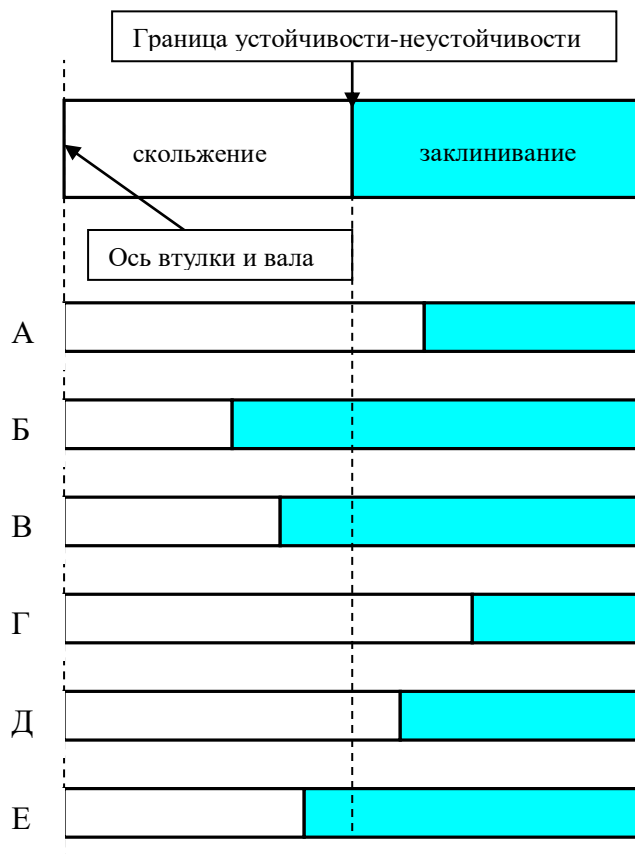 Граница устойчивости-неустойчивости
скольжение
заклинивание
Ось втулки и вала
А
Б
В
Г
Д
Е